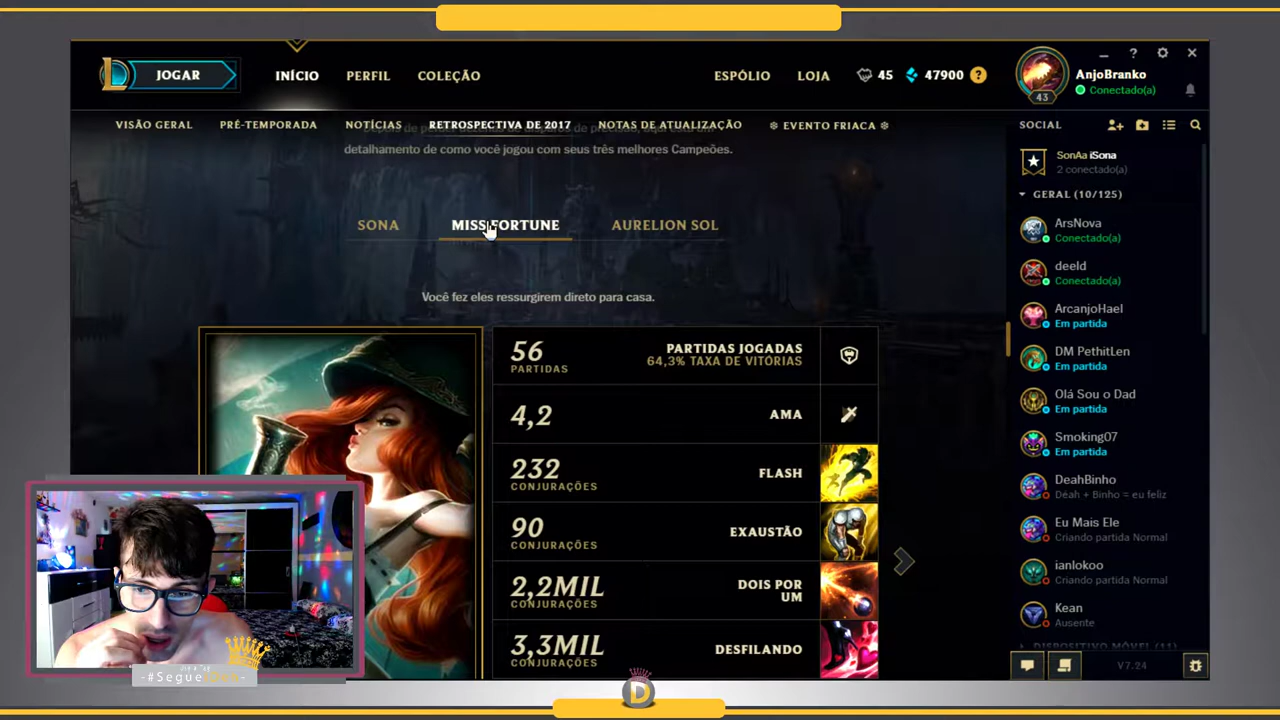 JOGAR
INÍCIO
PERFIL
COLEÇÃO
ESPÓLIO
LOJA
45
47900
?
?
AnjoBranko
Conectado(a)
43
VISÃO GERAL
PRÉ-TEMPORADA
NOTÍCIAS
RETROSPECTIVA DE 2017
NOTAS DE ATUALIZAÇÃO
EVENTO FRIACA
detalhamento de como você jogou com seus três melhores Campeões.
SONA
MISS FORTUNE
AURELION SOL
Você fez eles ressurgirem direto para casa.
56
PARTIDAS
PARTIDAS JOGADAS
64,3% TAXA DE VITÓRIAS
4,2
AMA
232
CONJURAÇÕES
FLASH
90
CONJURAÇÕES
EXAUSTÃO
2,2MIL
CONJURAÇÕES
DOIS POR
UM
3,3MIL
CONJURAÇÕES
DESFILANDO
SOCIAL
SonAa iSona
2 conectado(a)
GERAL (10/125)
ArsNova
Conectado(a)
deeld
Conectado(a)
ArcanjoHael
Em partida
DM PethitLen
Em partida
Olá Sou o Dad
Em partida
Smoking07
Em partida
DeahBinho
Déah + Binho = eu feliz
Eu Mais Ele
Criando partida Normal
ianlokoo
Criando partida Normal
Kean
Ausente
DISPOSITIVO MÓVEL (11)
V7.24
D